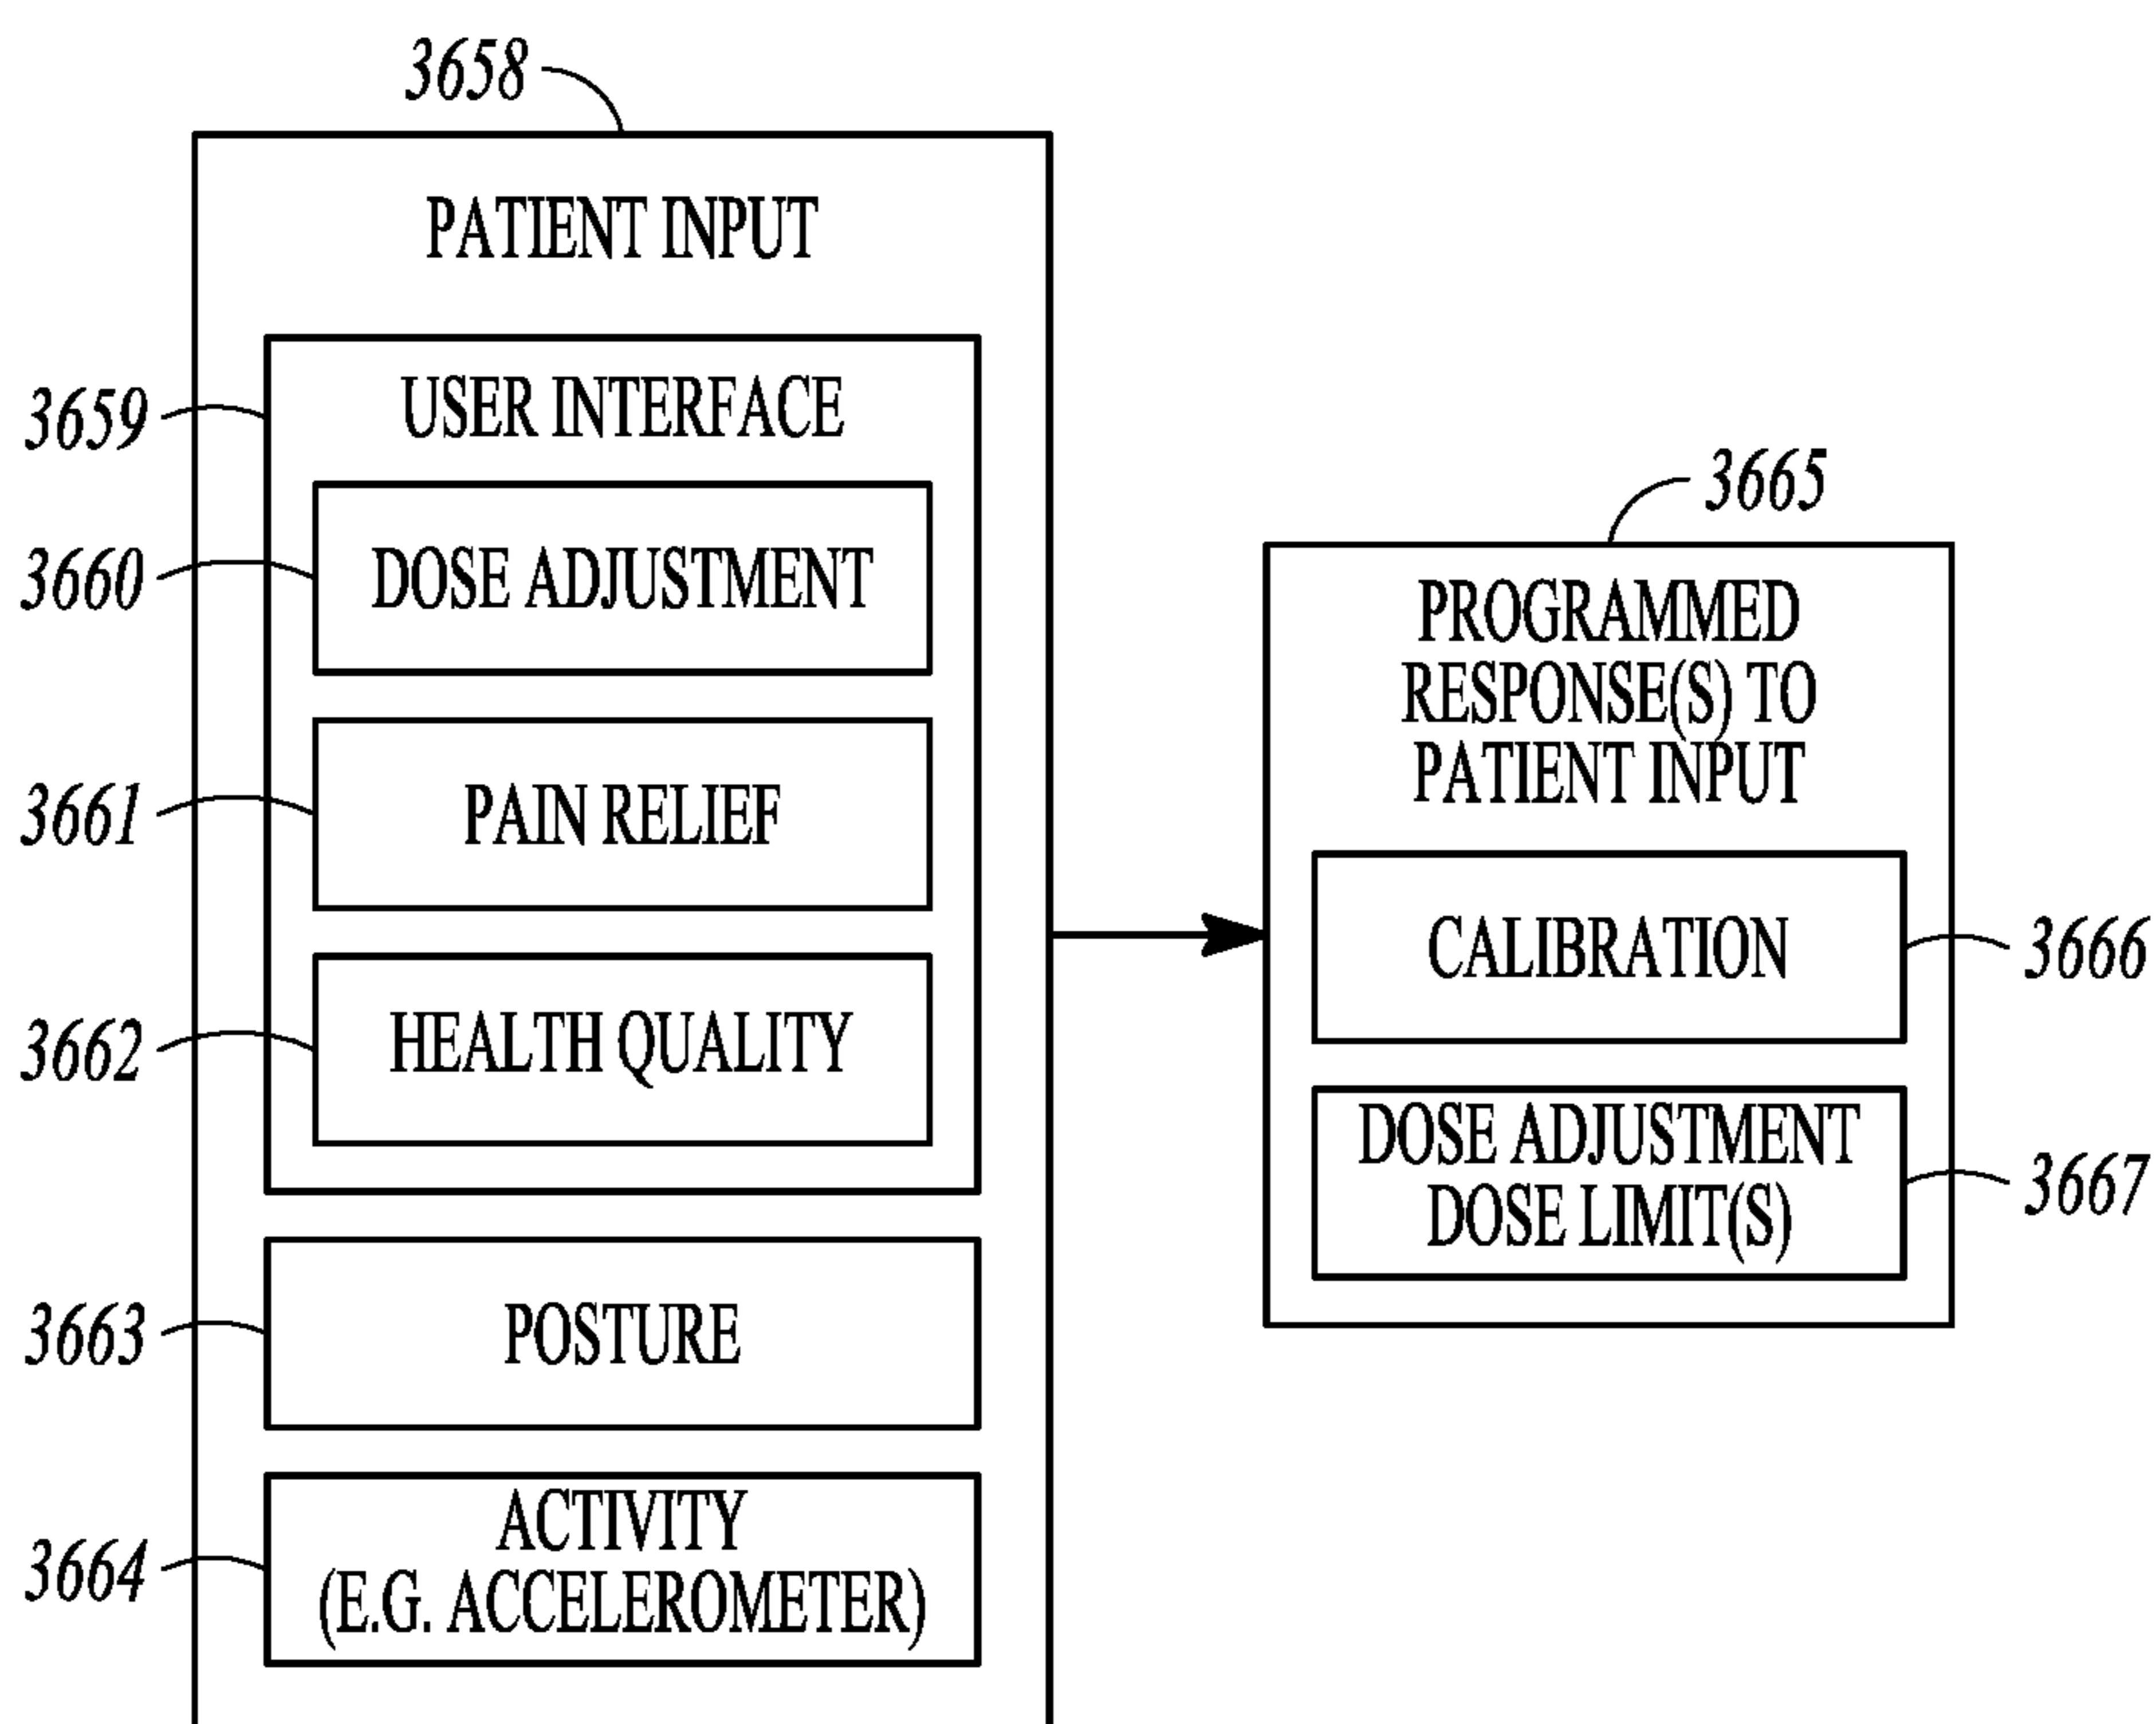 3658
PATIENT INPUT
3659
USER INTERFACE
3660
DOSE ADJUSTMENT
3661
PAIN RELIEF
3662
HEALTH QUALITY
3663
POSTURE
3664
ACTIVITY
(E.G. ACCELEROMETER)
3665
PROGRAMMED
RESPONSE(S) TO
PATIENT INPUT
CALIBRATION
3666
DOSE ADJUSTMENT
DOSE LIMIT(S)
3667